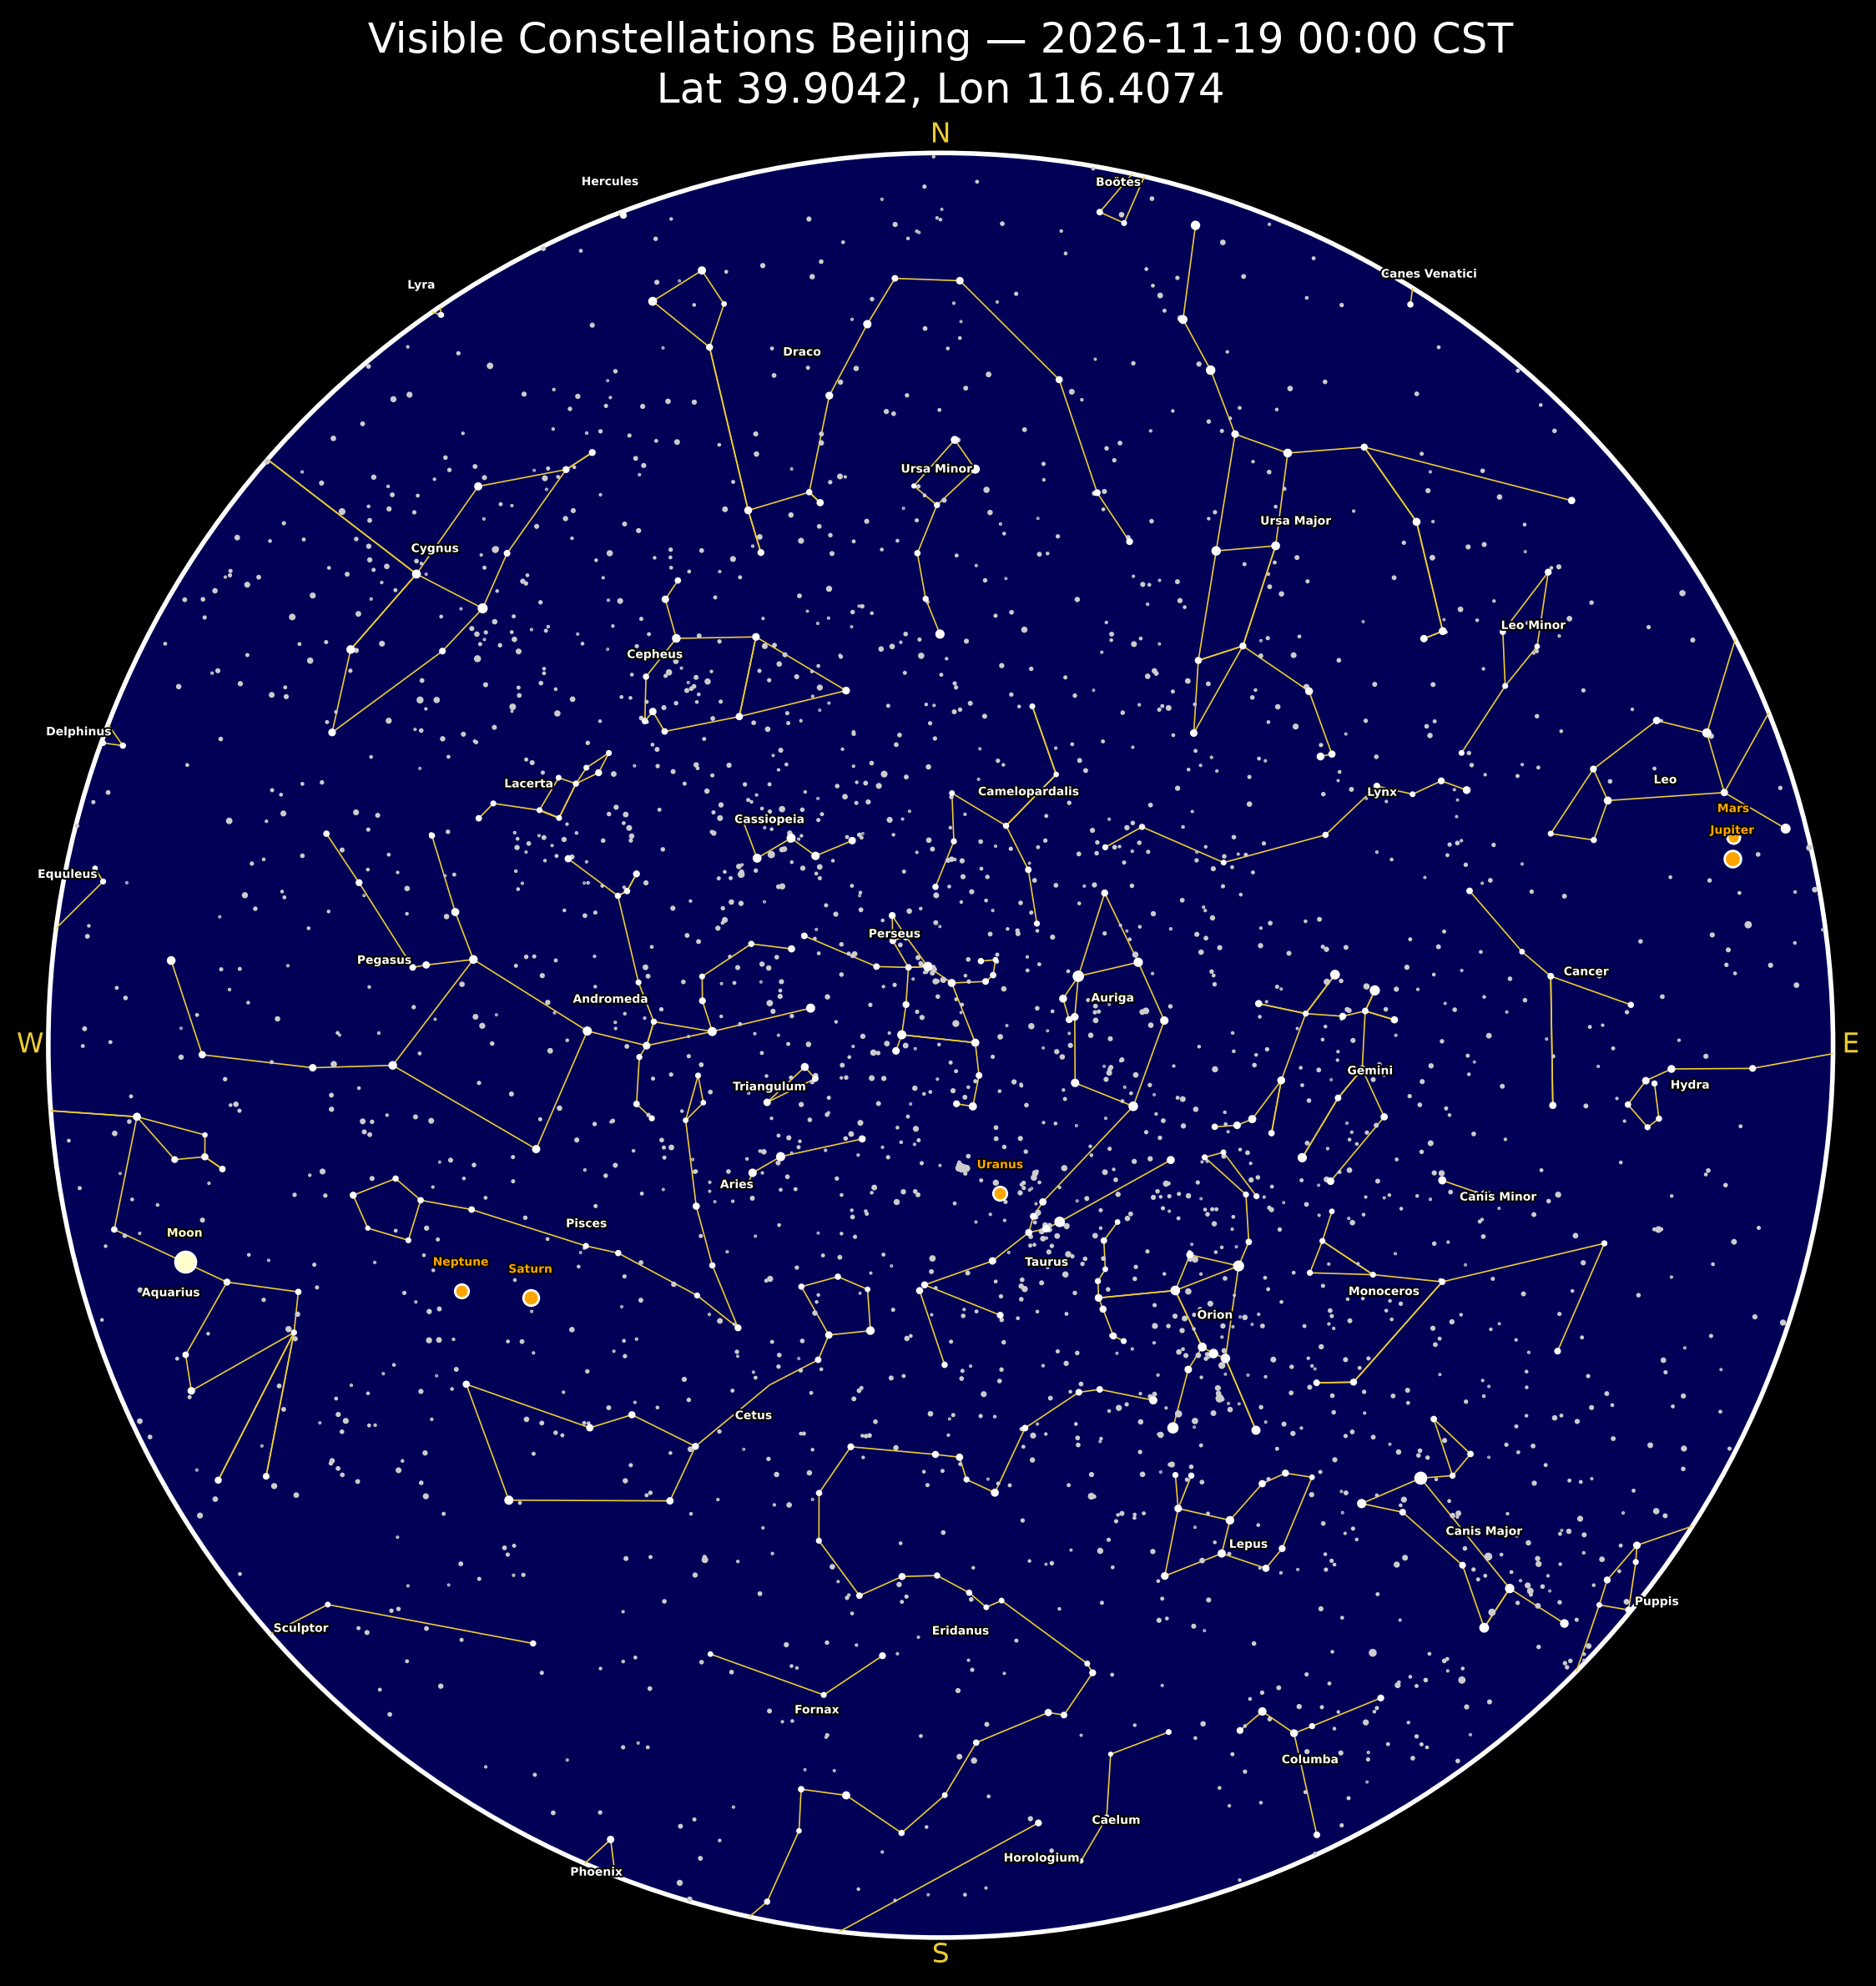 Visible Constellations Beijing — 2026-11-19 00:00 CST
Lat 39.9042, Lon 116.4074
N
Hercules
Boötes
Canes Venatici
Lyra
Draco
Ursa Minor
Ursa Major
Cygnus
Leo Minor
Cepheus
Delphinus
Leo
Lacerta
Camelopardalis
Lynx
Mars
Cassiopeia
Jupiter
Equuleus
Perseus
Pegasus
Cancer
Andromeda
Auriga
W
E
Gemini
Hydra
Triangulum
Uranus
Aries
Canis Minor
Pisces
Moon
Neptune
Taurus
Saturn
Aquarius
Monoceros
Orion
Cetus
Canis Major
Lepus
Puppis
Sculptor
Eridanus
Fornax
Columba
Caelum
Horologium
Phoenix
S